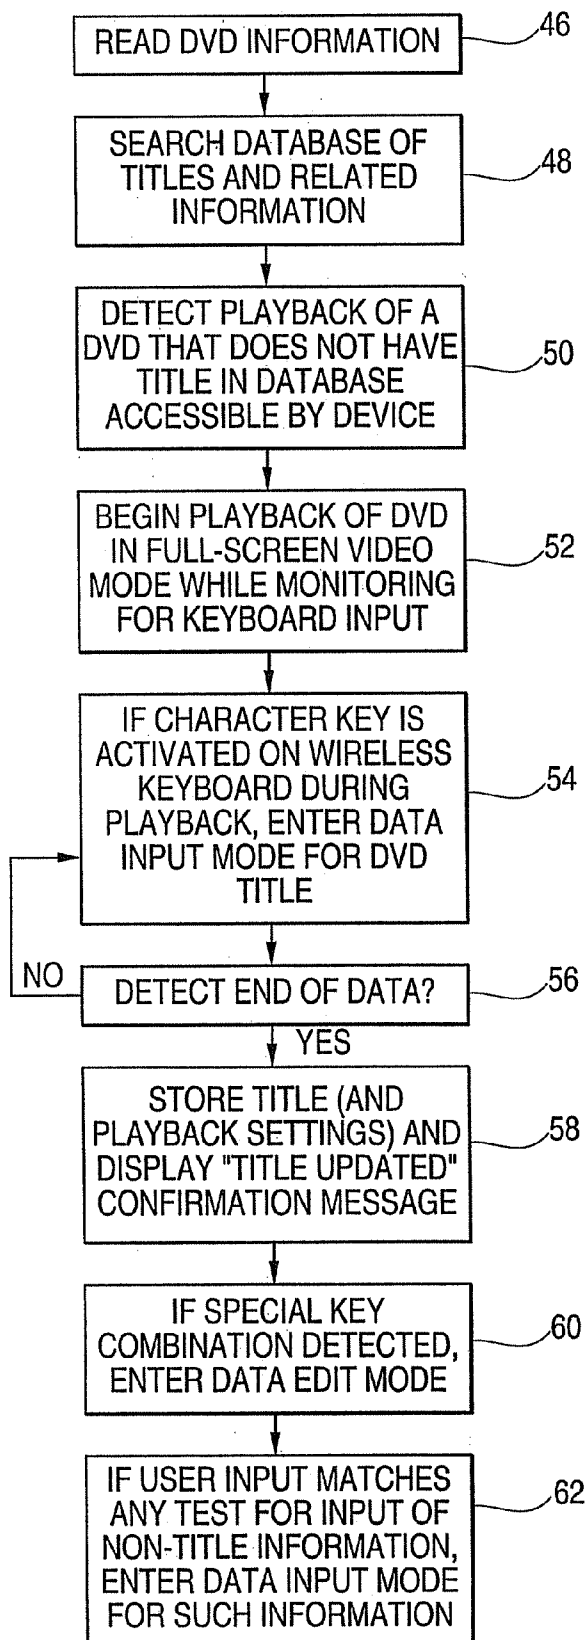 READ DVD INFORMATION
46
SEARCH DATABASE OF
TITLES AND RELATED
INFORMATION
48
DETECT PLAYBACK OF A
DVD THAT DOES NOT HAVE
TITLE IN DATABASE
ACCESSIBLE BY DEVICE
50
BEGIN PLAYBACK OF DVD
IN FULL-SCREEN VIDEO
MODE WHILE MONITORING
FOR KEYBOARD INPUT
52
IF CHARACTER KEY IS
ACTIVATED ON WIRELESS
KEYBOARD DURING
PLAYBACK, ENTER DATA
INPUT MODE FOR DVD
TITLE
54
NO
DETECT END OF DATA?
56
YES
STORE TITLE (AND
PLAYBACK SETTINGS) AND
DISPLAY "TITLE UPDATED"
CONFIRMATION MESSAGE
58
IF SPECIAL KEY
COMBINATION DETECTED,
ENTER DATA EDIT MODE
60
IF USER INPUT MATCHES
ANY TEST FOR INPUT OF
NON-TITLE INFORMATION,
ENTER DATA INPUT MODE
FOR SUCH INFORMATION
62